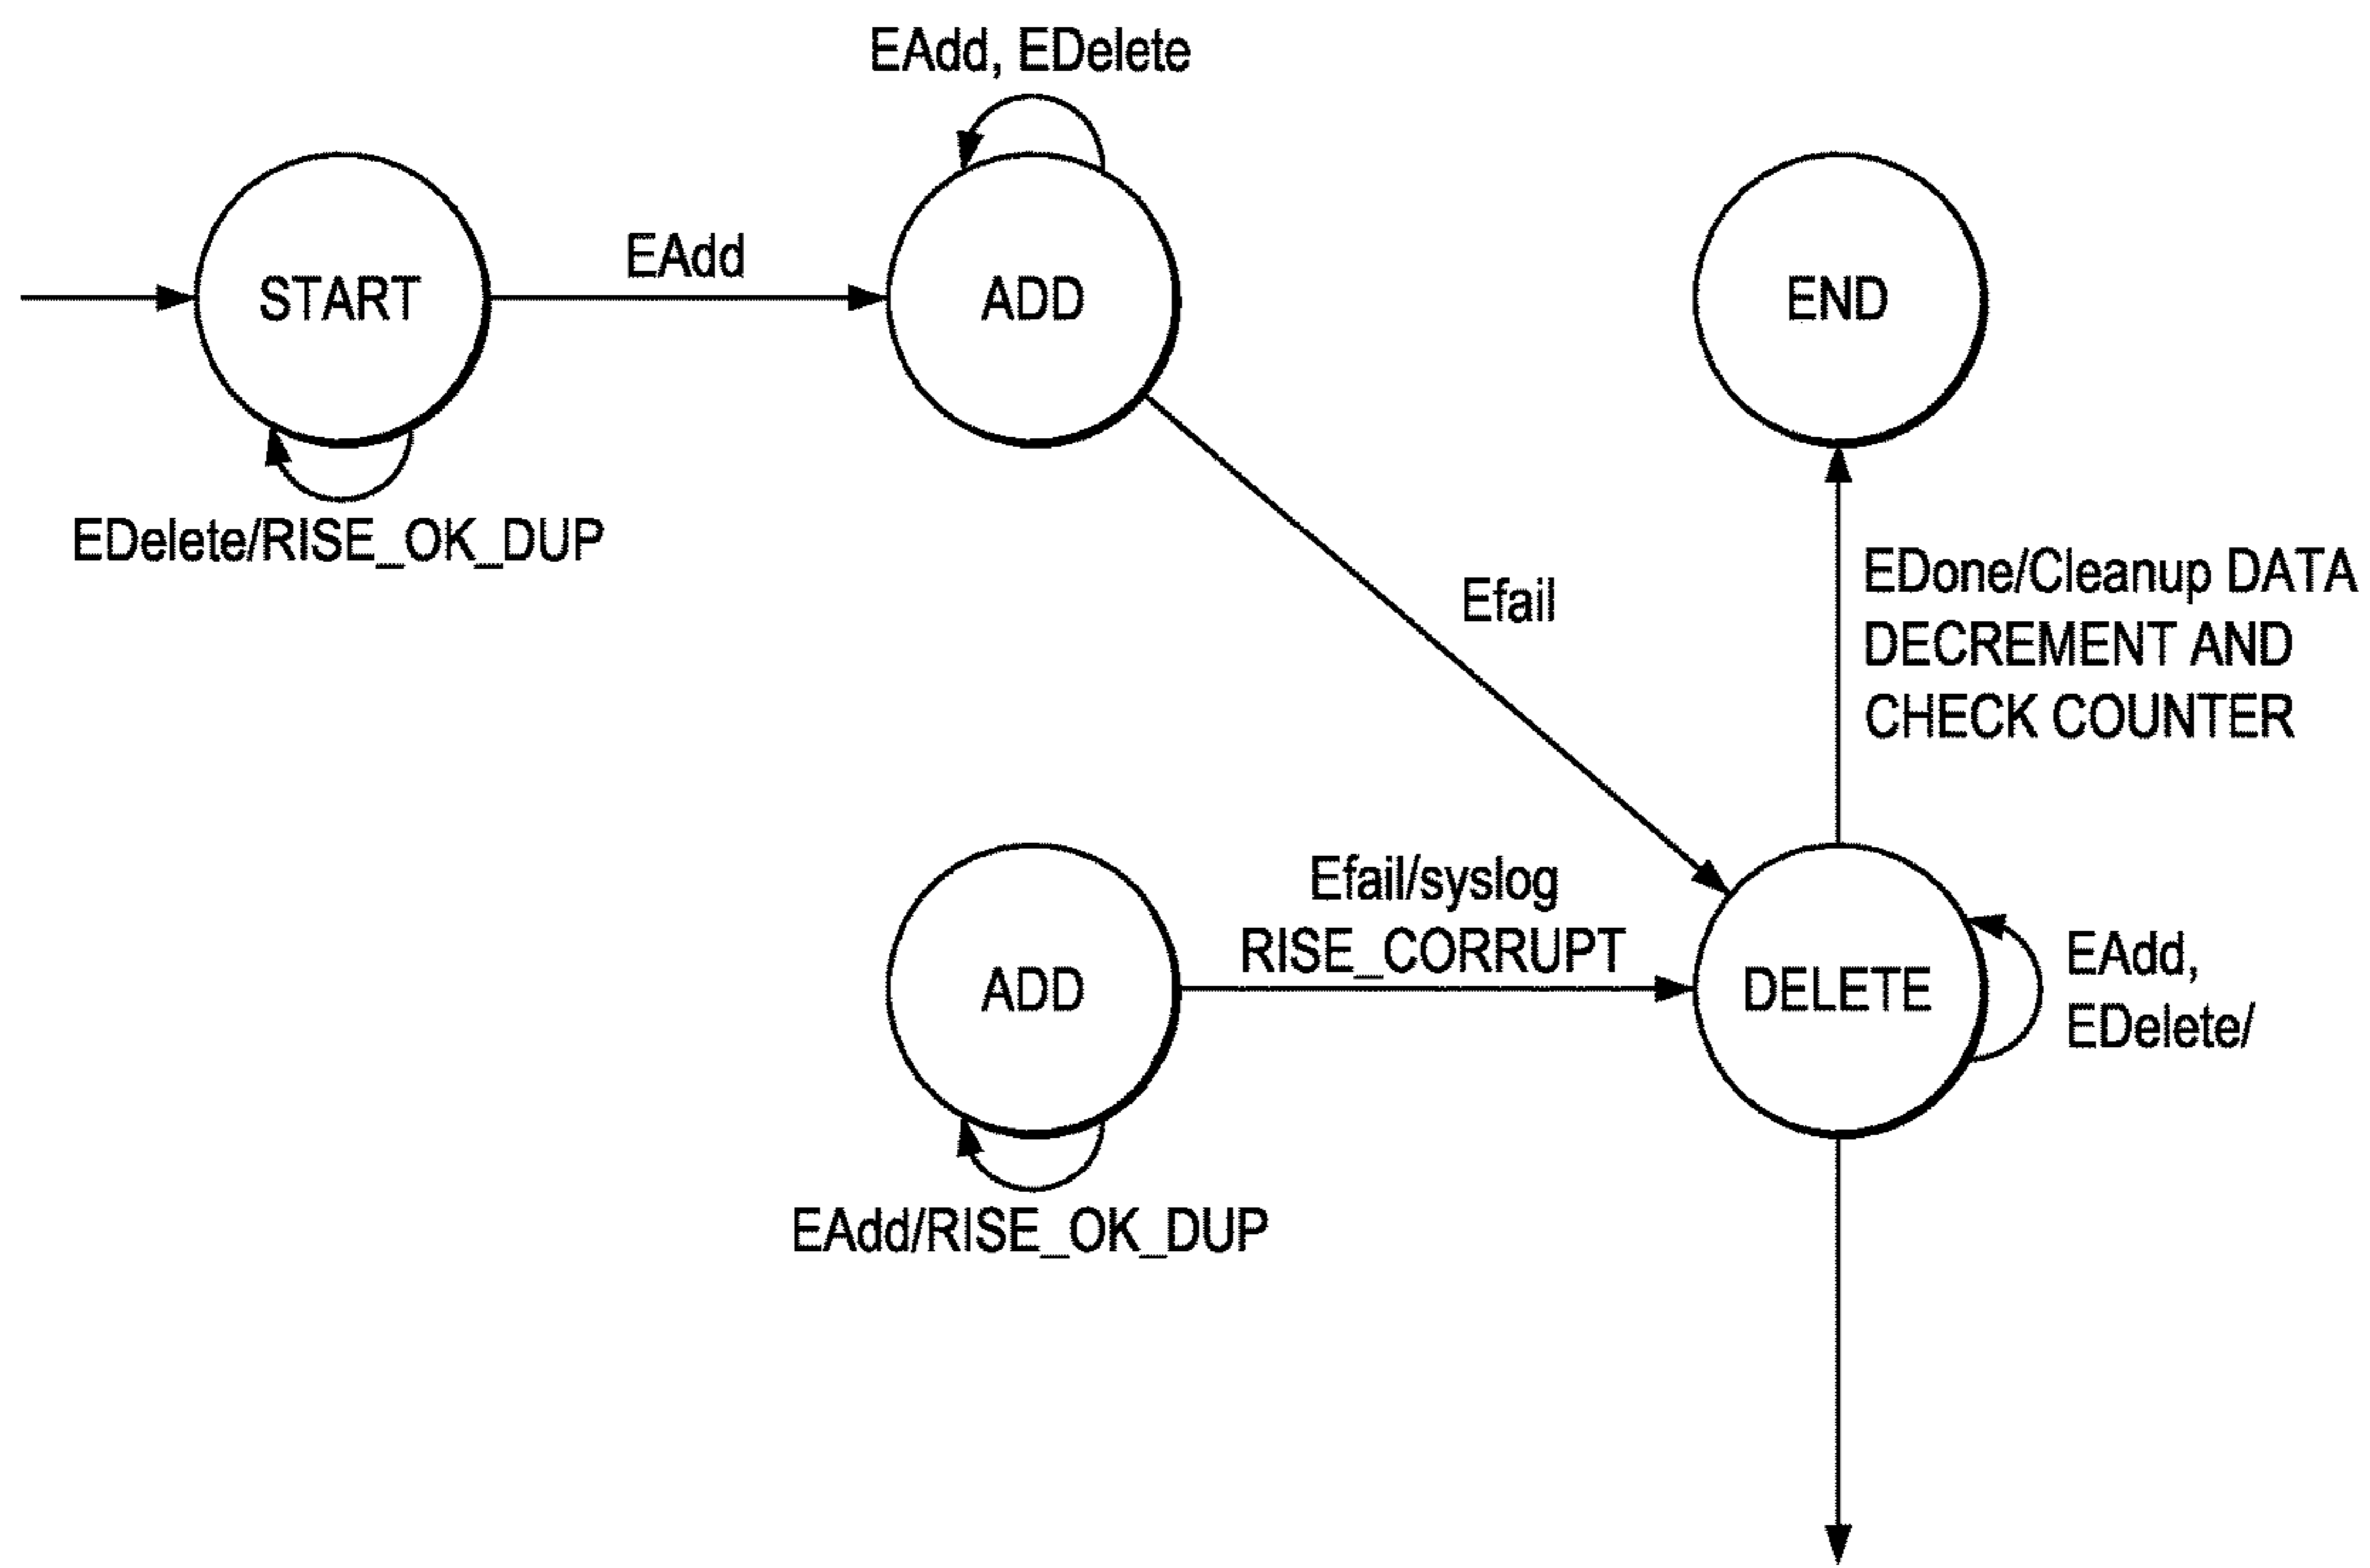 EAdd, EDelete
START
EAdd
ADD
END
EDelete/RISE_OK_DUP
Efail
EDone/Cleanup DATA
DECREMENT AND
CHECK COUNTER
ADD
Efail/syslog
RISE_CORRUPT
DELETE
EAdd,
EDelete/
EAdd/RISE_OK_DUP